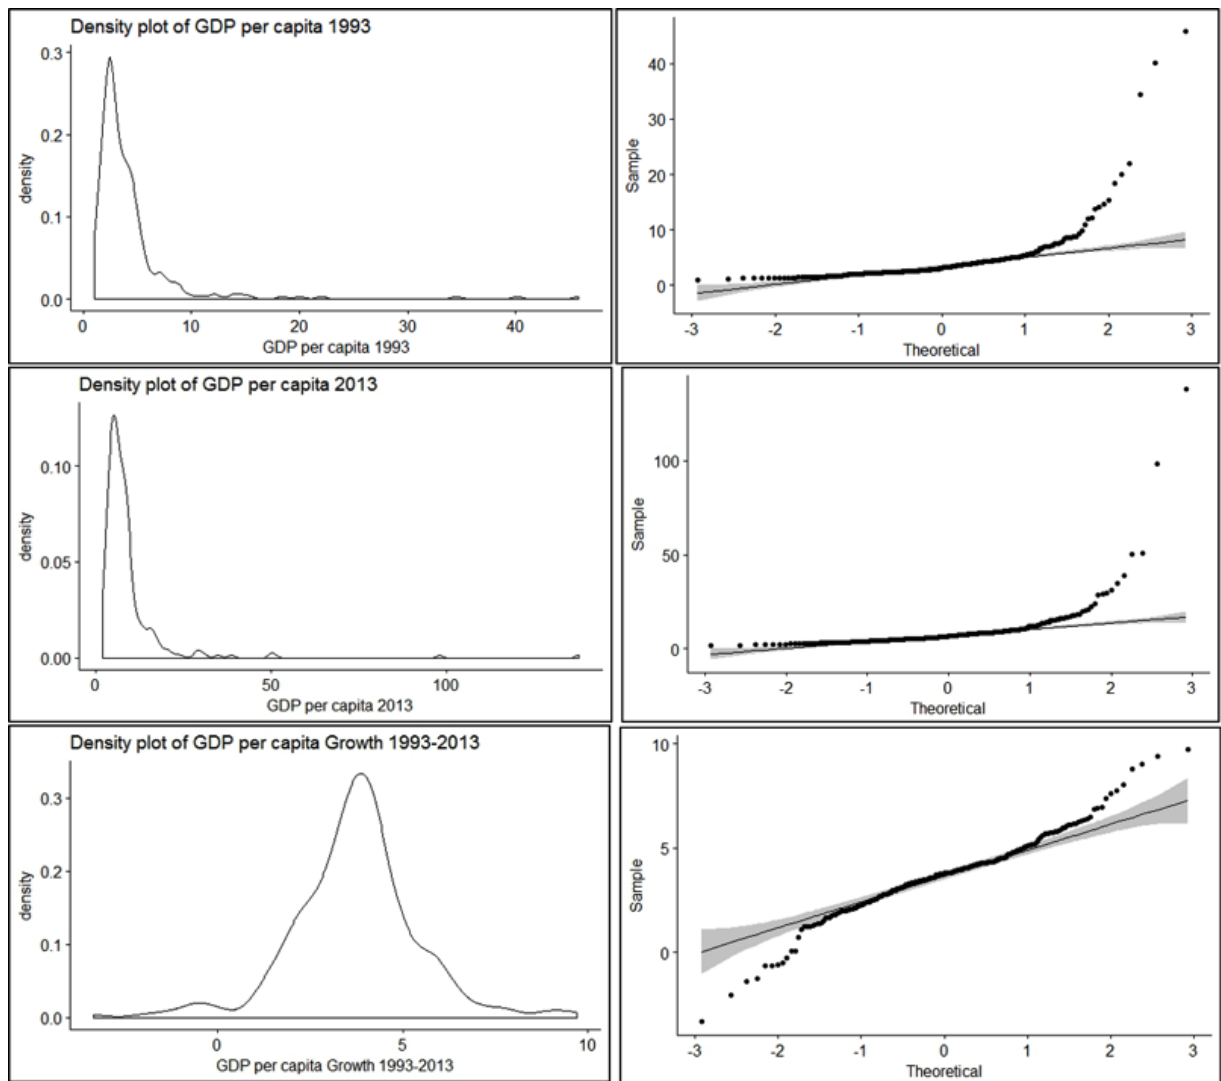 Density plot of GDP per capita 1993
0.3
0.2
0.1
0.0
density
0 10 20 30 40
GDP per capita 1993
40
30
20
10
0
Sample
-3 -2 -1 0 1 2 3
Theoretical
Density plot of GDP per capita 2013
0.10
0.05
0.00
density
0 50 100
GDP per capita 2013
100
50
0
Sample
-3 -2 -1 0 1 2 3
Theoretical
Density plot of GDP per capita Growth 1993-2013
0.3
0.2
0.1
0.0
density
0 5 10
GDP per capita Growth 1993-2013
10
5
0
Sample
-3 -2 -1 0 1 2 3
Theoretical